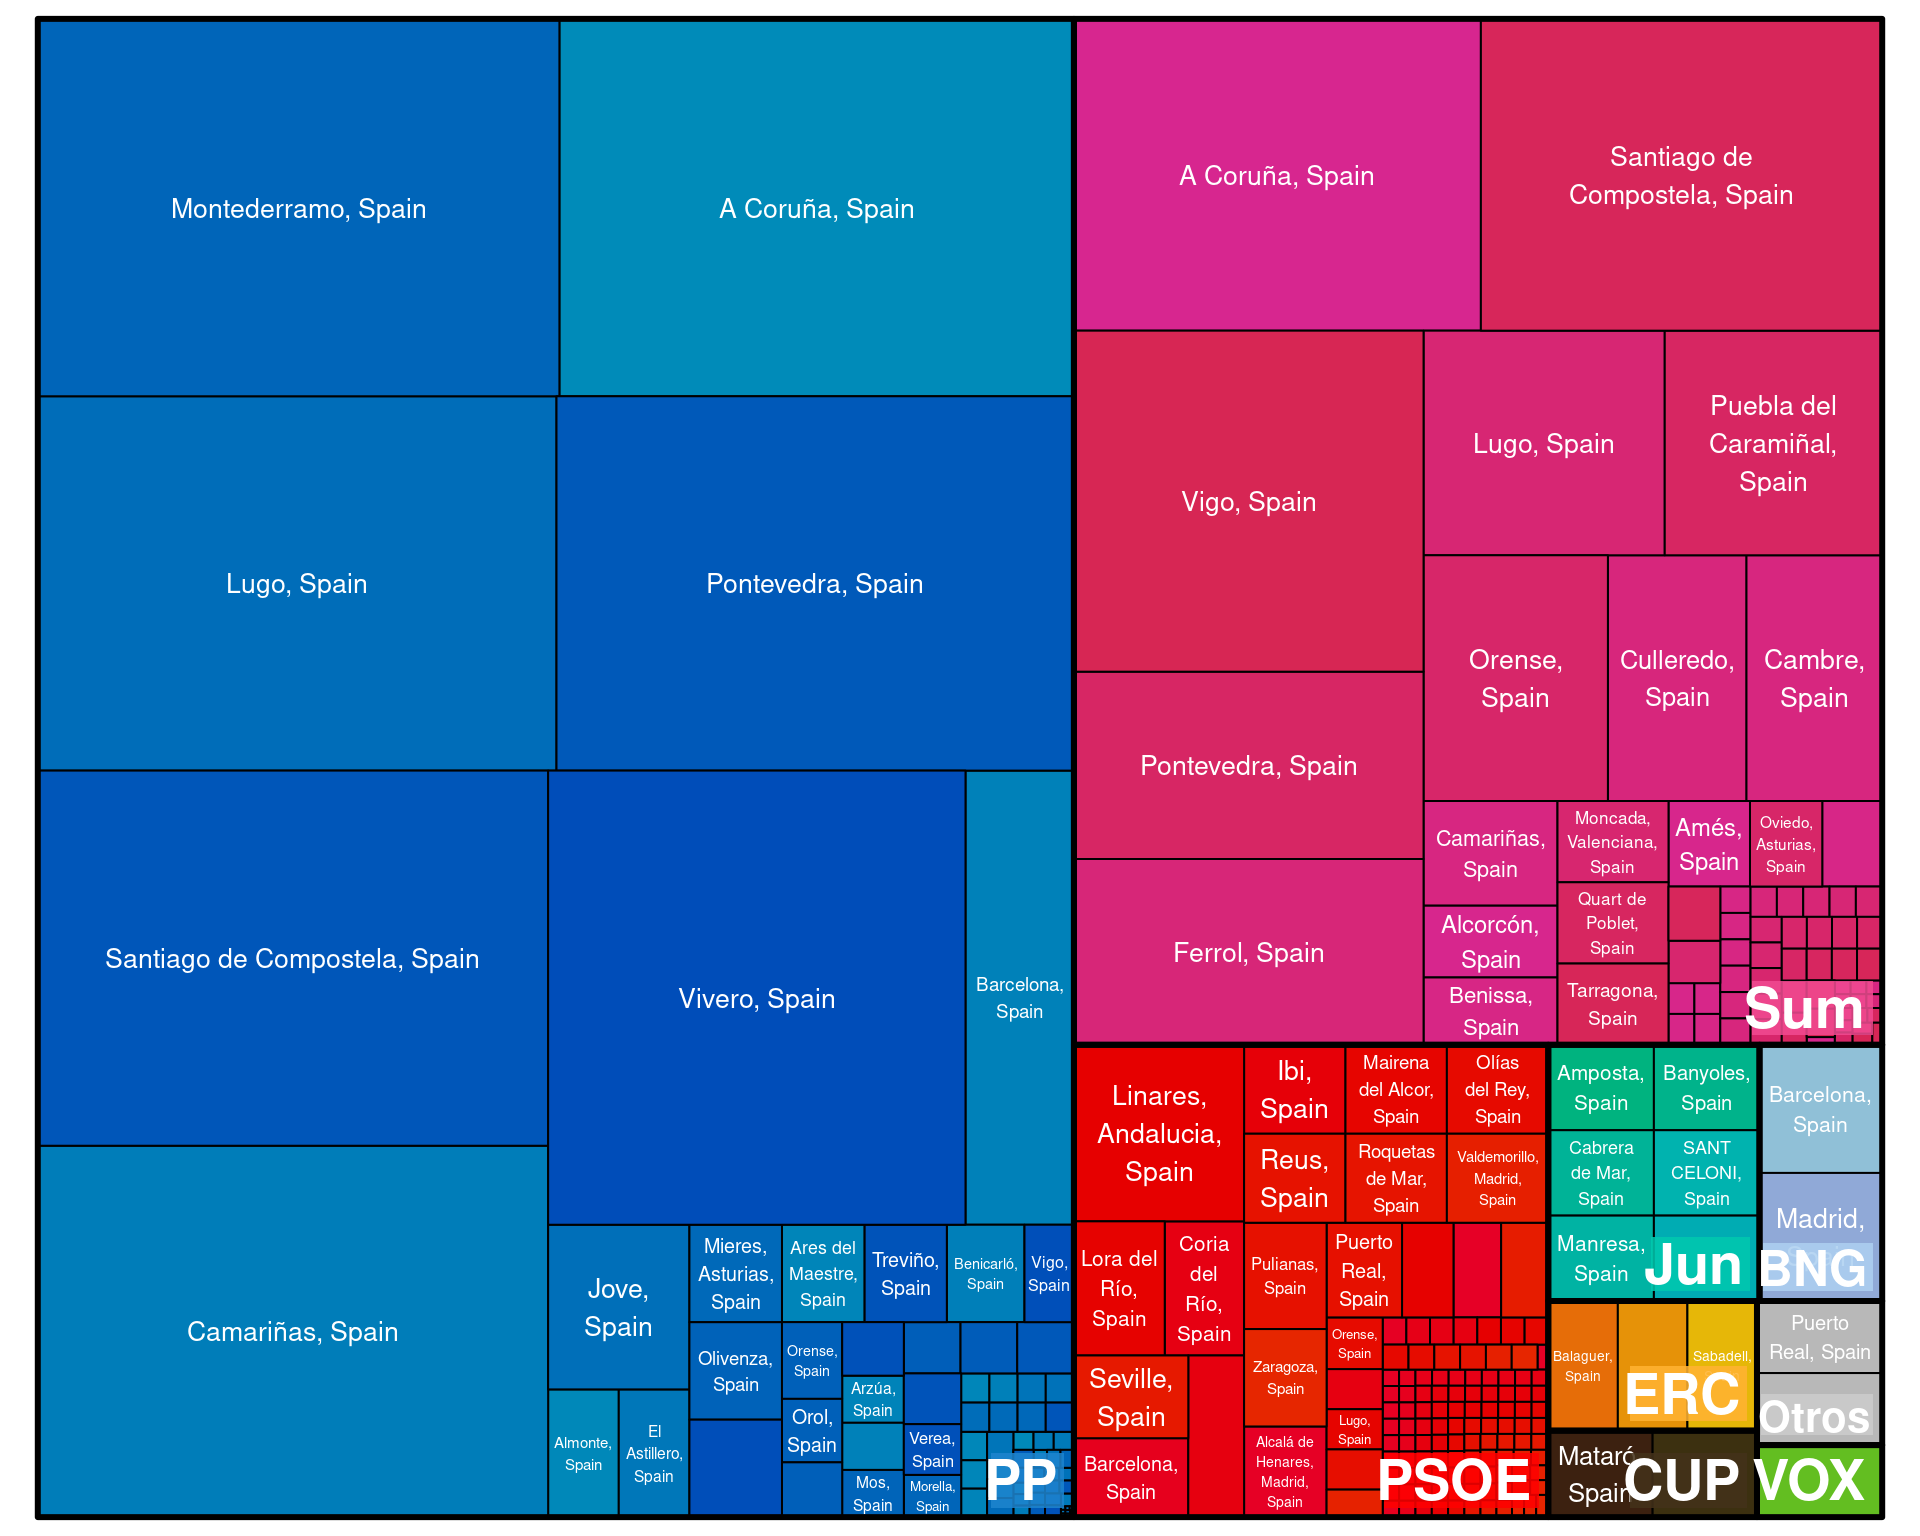 Montederramo, Spain
A Coruña, Spain
Lugo, Spain
Pontevedra, Spain
Santiago de Compostela, Spain
Vivero, Spain
Barcelona,
Spain
Camariñas, Spain
Jove,
Spain
Almonte,
Spain
El
Astillero,
Spain
Mieres,
Asturias,
Spain
Olivenza,
Spain
Ares del
Maestre,
Spain
Treviño,
Spain
Benicarló,
Spain
Vigo,
Spain
Orense,
Spain
Orol,
Spain
Arzúa,
Spain
Mos,
Spain
Verea,
Spain
Morella,
Spain
PP
A Coruña, Spain
Santiago de
Compostela, Spain
Vigo, Spain
Lugo, Spain
Puebla del
Caramiñal,
Spain
Orense,
Spain
Culleredo,
Spain
Cambre,
Spain
Pontevedra, Spain
Ferrol, Spain
Camariñas,
Spain
Alcorcón,
Spain
Benissa,
Spain
Moncada,
Valenciana,
Spain
Quart de
Poblet,
Spain
Tarragona,
Spain
Amés,
Spain
Oviedo,
Asturias,
Spain
Sum
Linares,
Andalucia,
Spain
Ibi,
Spain
Mairena
del Alcor,
Spain
Olías
del Rey,
Spain
Reus,
Spain
Roquetas
de Mar,
Spain
Valdemorillo,
Madrid,
Spain
Lora del
Río,
Spain
Coria
del
Río,
Spain
Pulianas,
Spain
Puerto
Real,
Spain
Seville,
Spain
Barcelona,
Spain
Zaragoza,
Spain
Alcalá de
Henares,
Madrid,
Spain
Orense,
Spain
Lugo,
Spain
PSOE
Amposta,
Spain
Banyoles,
Spain
Cabrera
de Mar,
Spain
SANT
CELONI,
Spain
Manresa,
Spain
Jun
Barcelona,
Spain
Madrid,
BNG
Balaguer,
Spain
Sabadell,
ERC
Puerto
Real, Spain
Otros
Mataró
Spain
CUP
VOX